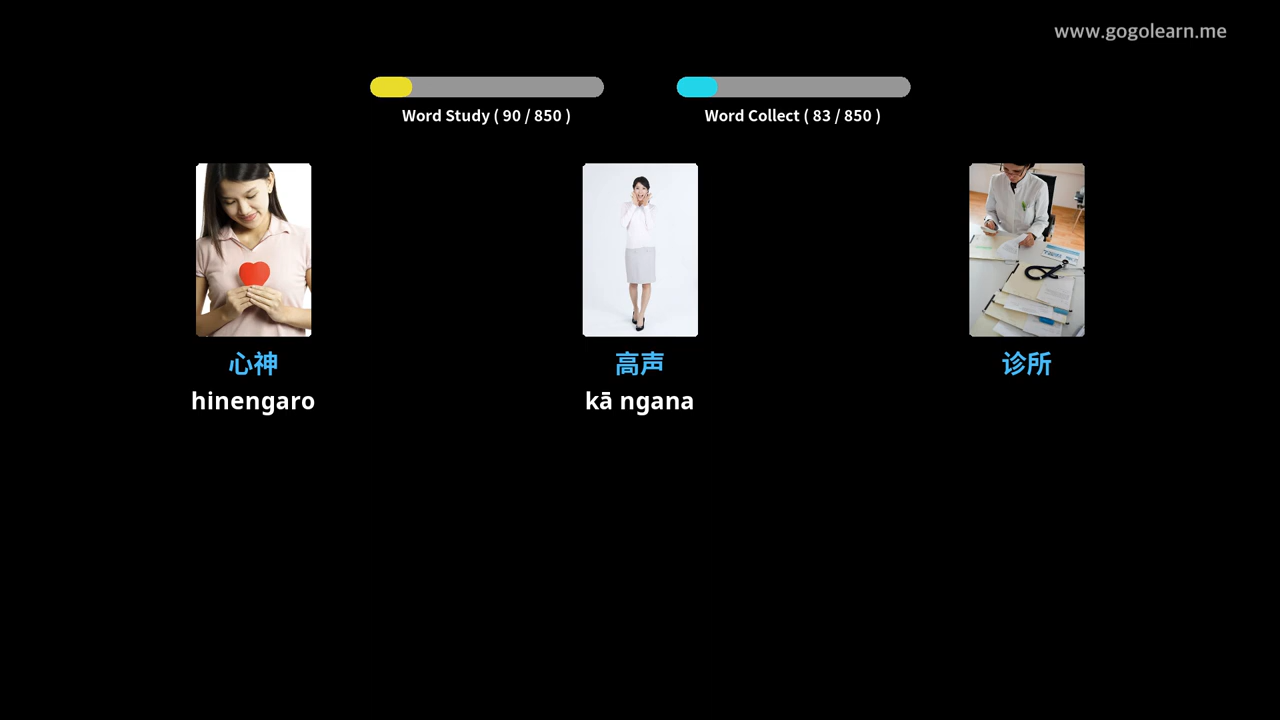 www.gogolearn.me
Word Study ( 90 / 850 )
Word Collect ( 83 / 850 )
心神
高声
诊所
hinengaro
kā ngana